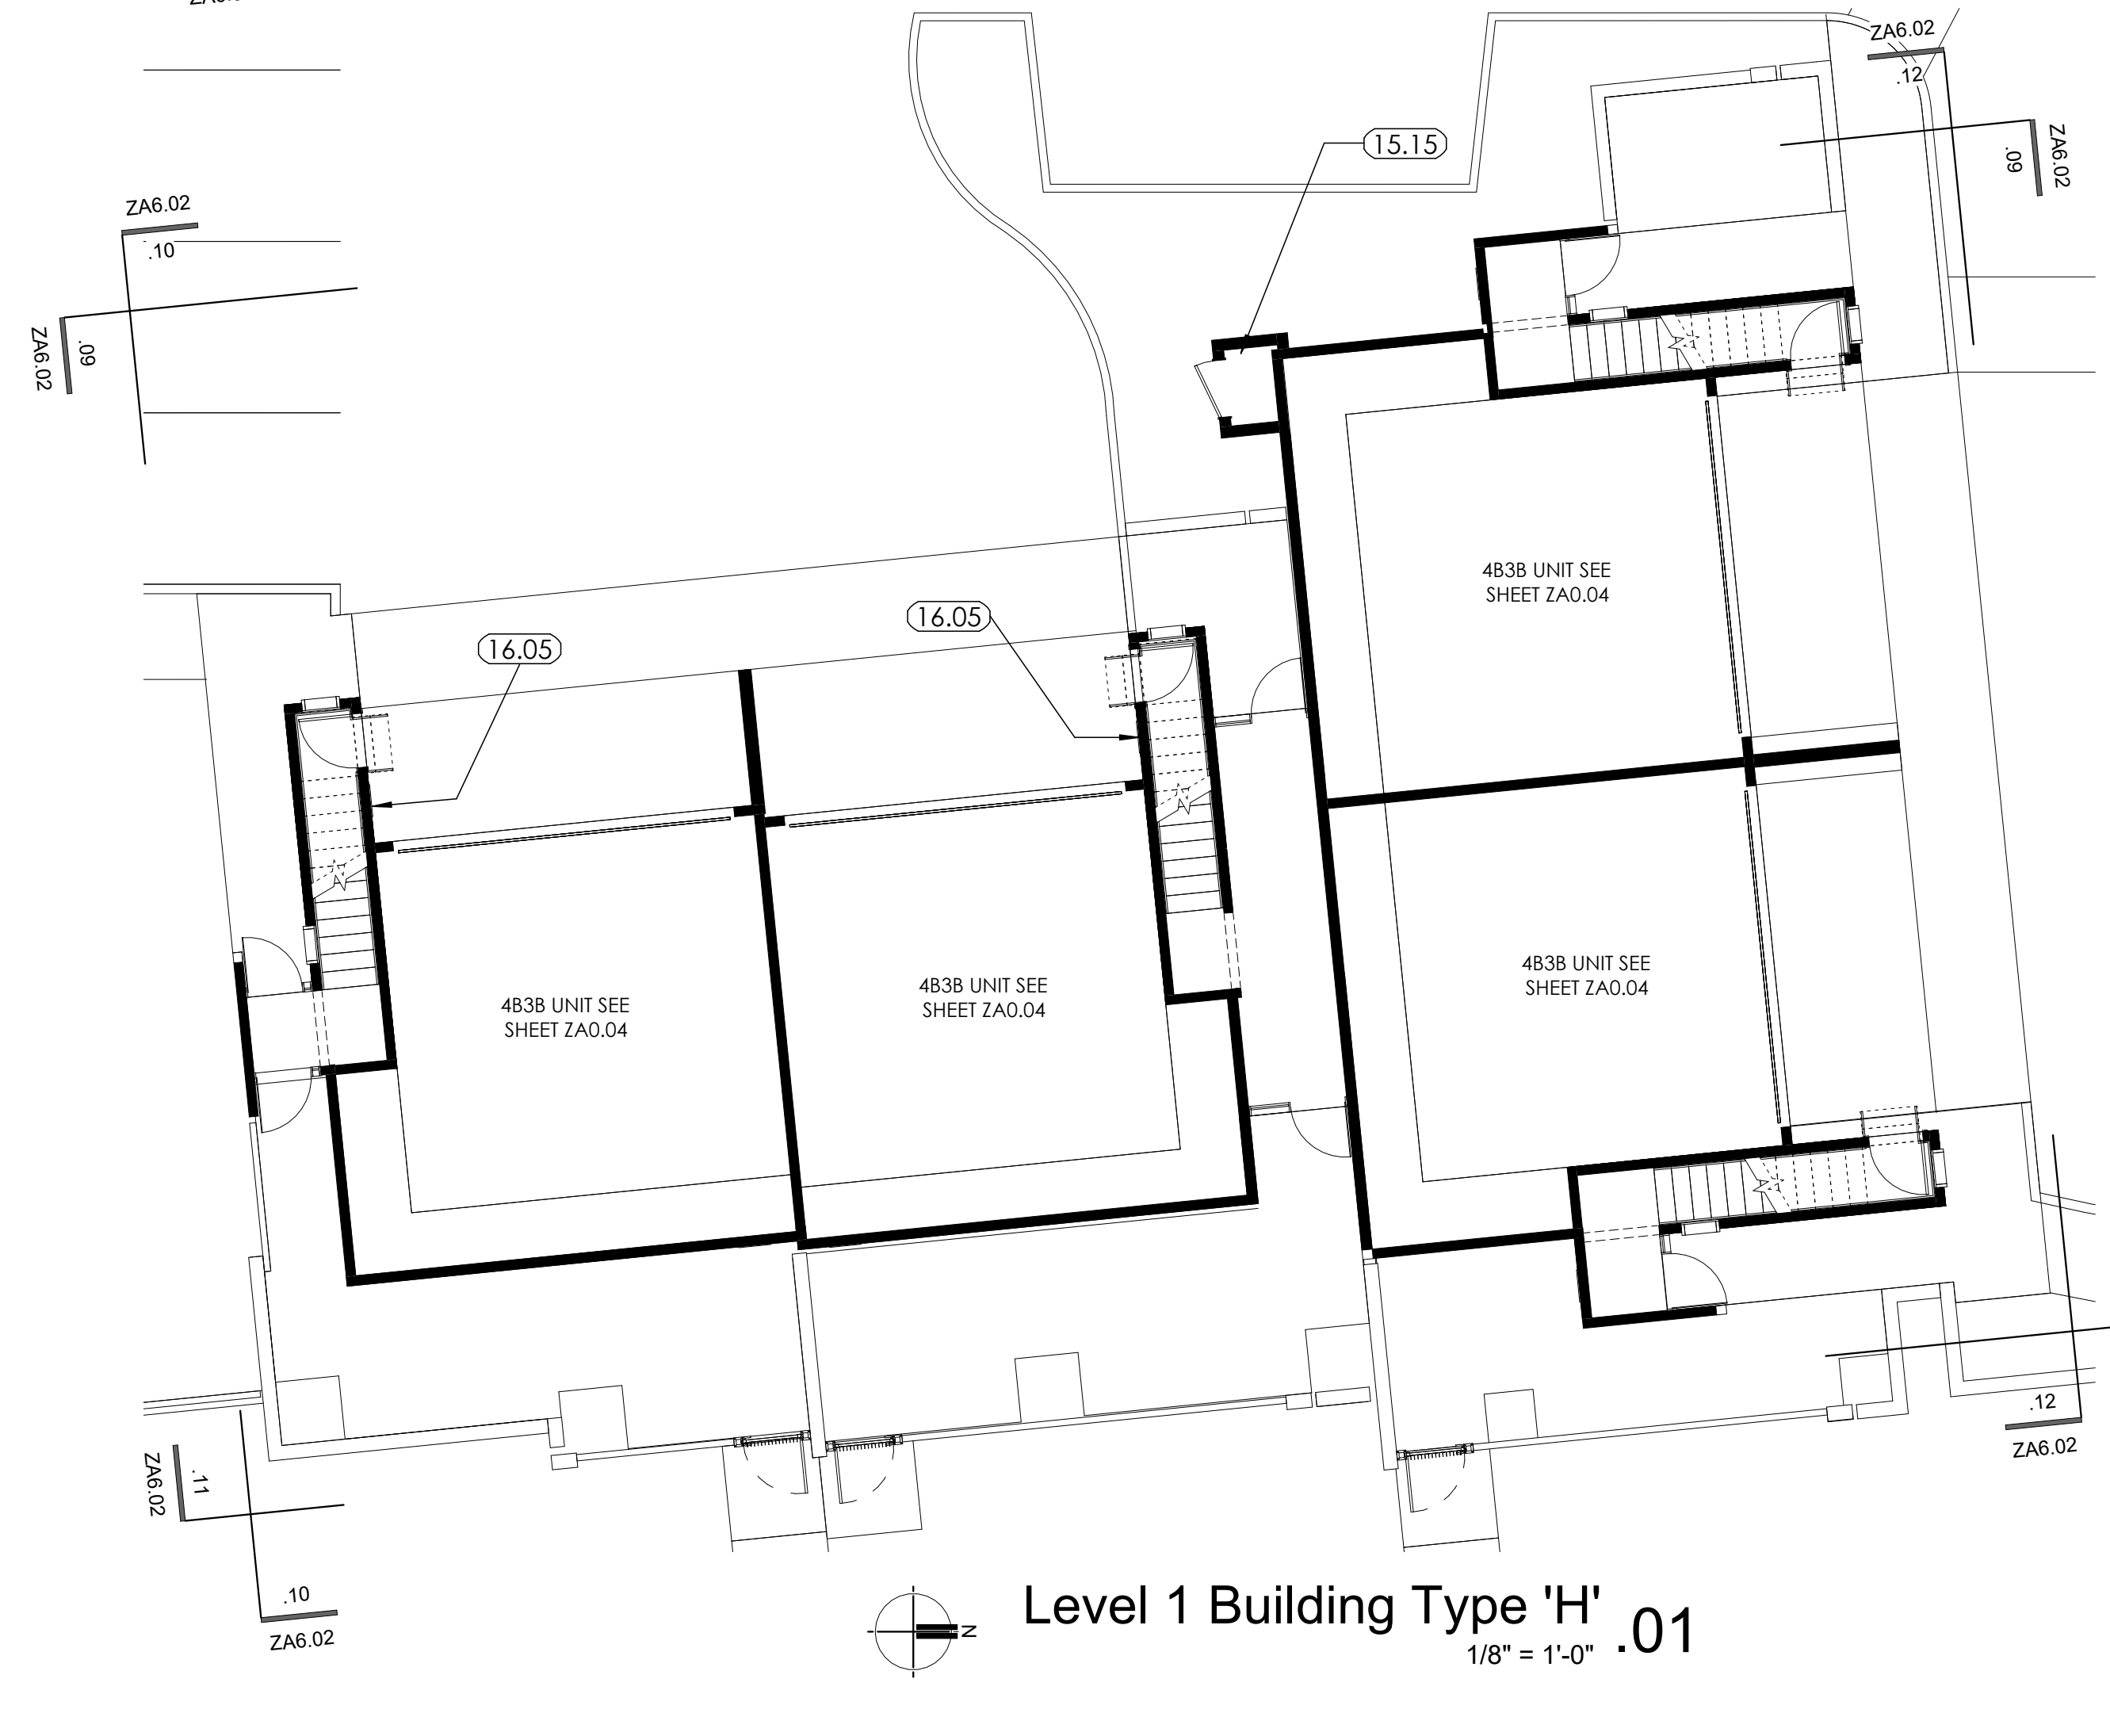 ZA6.02
.12
15.15
ZA6.02
.09
ZA6.02
.10
ZA6.02
.09
4B3B UNIT SEE
SHEET ZA0.04
16.05
16.05
4B3B UNIT SEE
SHEET ZA0.04
4B3B UNIT SEE
SHEET ZA0.04
4B3B UNIT SEE
SHEET ZA0.04
.12
ZA6.02
ZA6.02
.11
.10
ZA6.02
N
Level 1 Building Type 'H'
.01
1/8" = 1'-0"